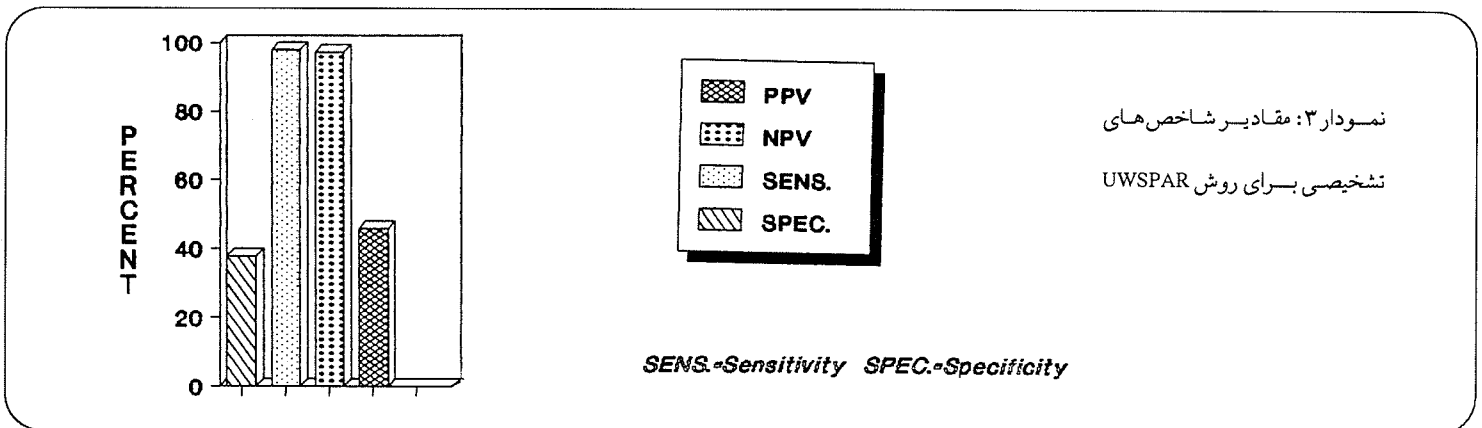 100
80
60
40
20
0
PERCENT
PPV
NPV
SENS.
SPEC.
SENS.=Sensitivity SPEC.=Specificity
نمودار ۳: مقادیر شاخص‌های
تشخیصی برای روش UWSPAR